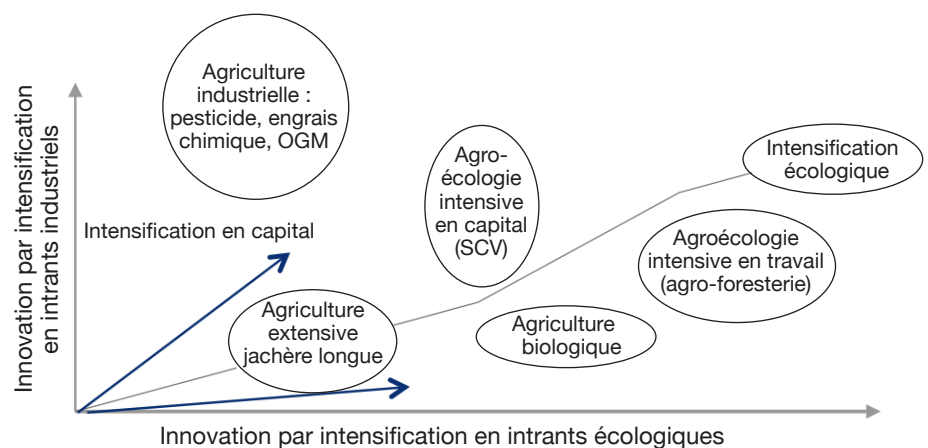 Agriculture
industrielle :
pesticide, engrais
chimique, OGM
Innovation par intensification
en intrants industriels
Intensification en capital
Agro-
écologie
intensive
en capital
(SCV)
Intensification
écologique
Agroécologie
intensive en travail
(agro-foresterie)
Agriculture
extensive
jachère longue
Agriculture
biologique
Innovation par intensification en intrants écologiques